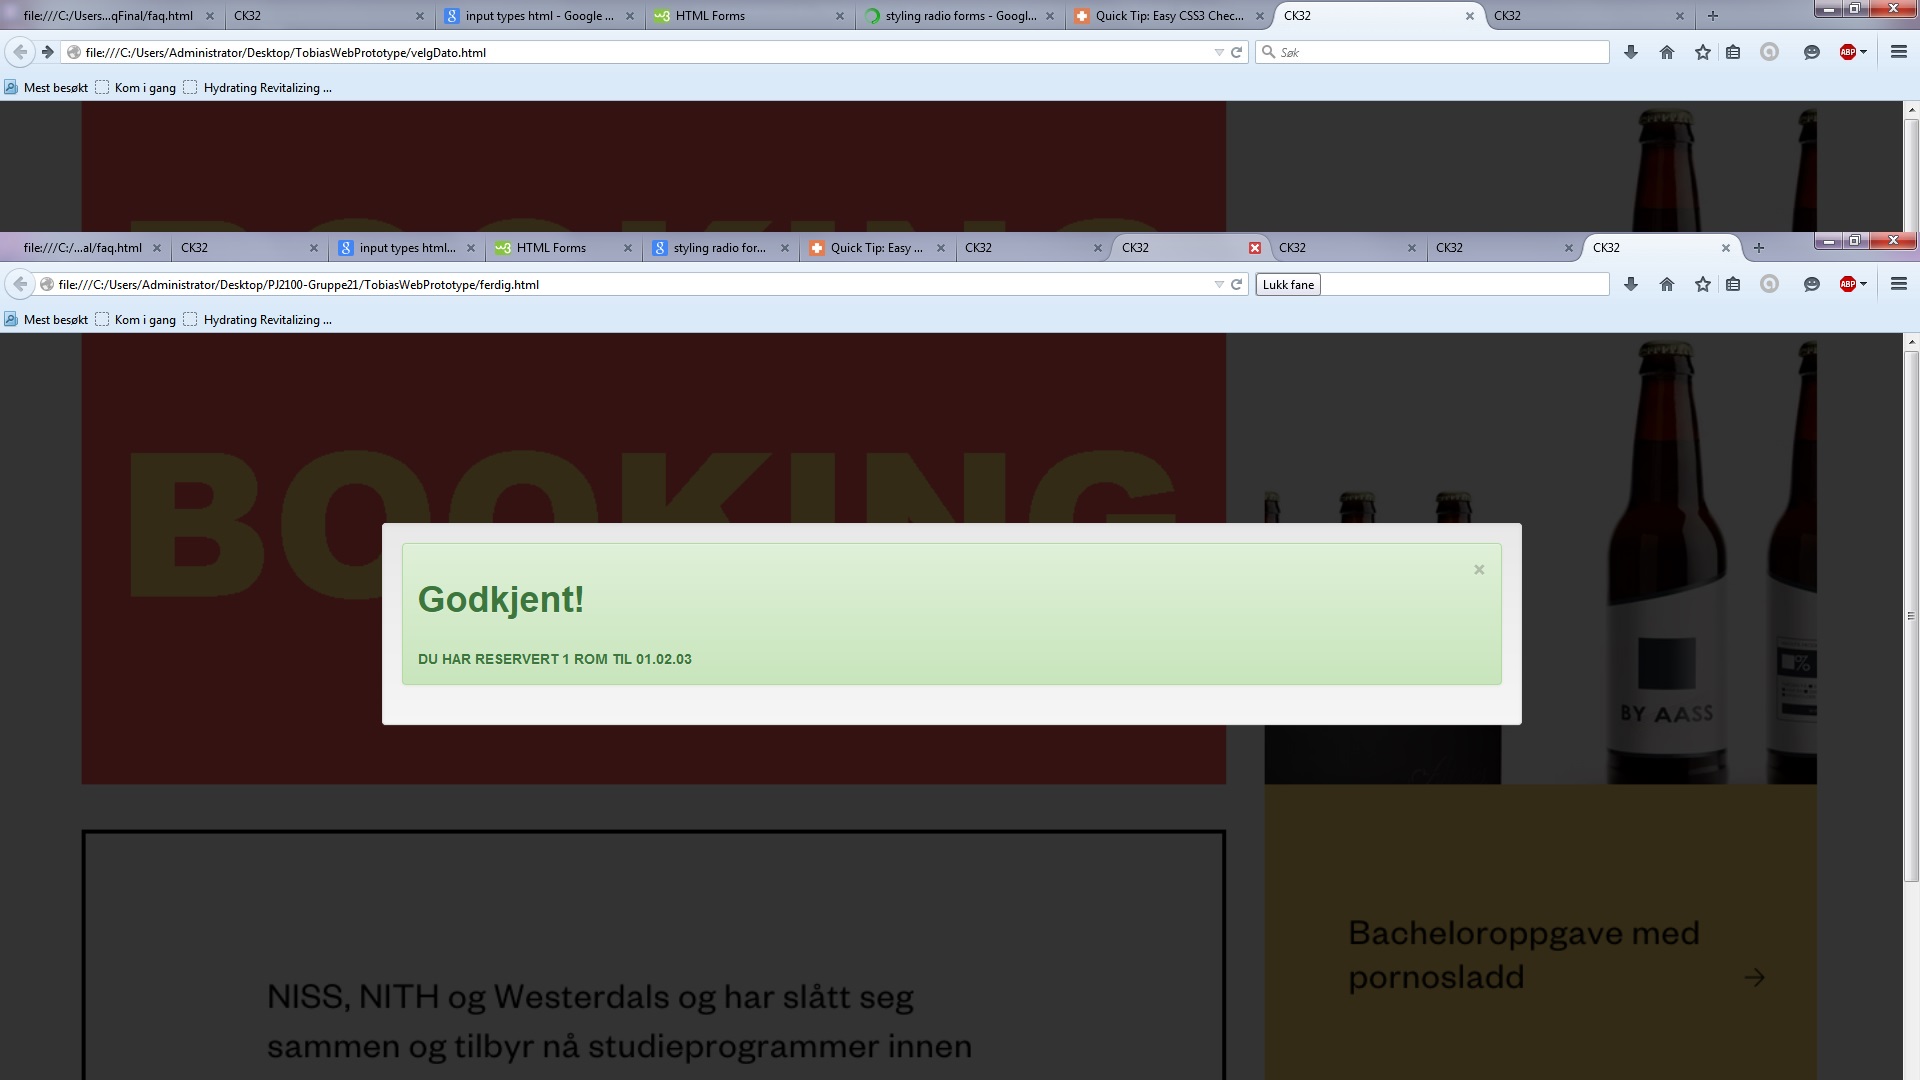 file:///C:/Users...qFinal/faq.html CK32 input types html - Google ... HTML Forms styling radio forms - Googl... Quick Tip: Easy CSS3 Chec... CK32 CK32
file:///C:/Users/Administrator/Desktop/TobiasWebPrototype/velgDato.html Søk ABP
Mest besøkt Kom i gang Hydrating Revitalizing ...
file:///C:/...al/faq.html CK32 input types html... HTML Forms styling radio for... Quick Tip: Easy ... CK32 CK32 CK32 CK32 CK32
file:///C:/Users/Administrator/Desktop/PJ2100-Gruppe21/TobiasWebPrototype/ferdig.html Lukk fane ABP
Mest besøkt Kom i gang Hydrating Revitalizing ...
BOOKING
Godkjent!
DU HAR RESERVERT 1 ROM TIL 01.02.03
BY AASS
Bacheloroppgave med
pornosladd
NISS, NITH og Westerdals og har slått seg
sammen og tilbyr nå studieprogrammer innen